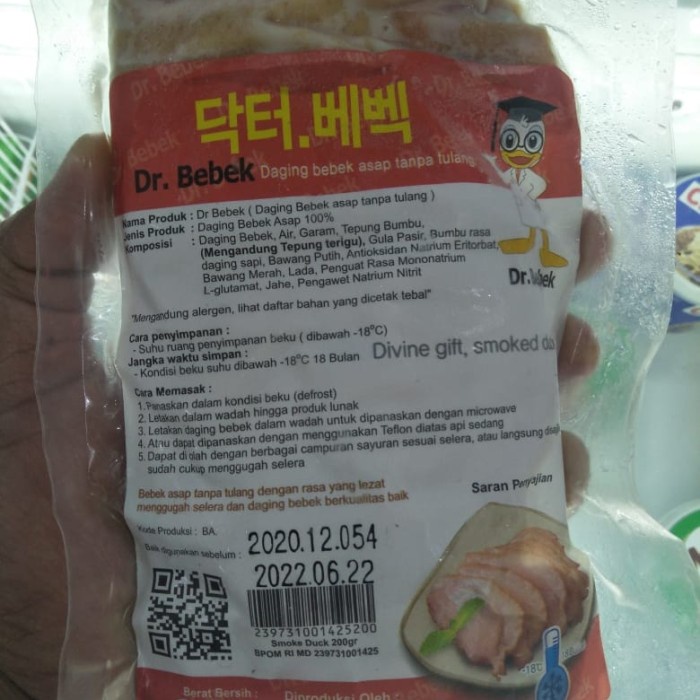 Dr. Bebek
닥터.베벡
Dr. Bebek Daging bebek asap tanpa tulang
Nama Produk : Dr Bebek ( Daging Bebek asap tanpa tulang )
Jenis Produk : Daging Bebek Asap 100%
Komposisi : Daging Bebek, Air, Garam, Tepung Bumbu,
(Mengandung Tepung terigu), Gula Pasir, Bumbu rasa
daging sapi, Bawang Putih, Antioksidan Natrium Eritorbat,
Bawang Merah, Lada, Penguat Rasa Mononatrium
L-glutamat, Jahe, Pengawet Natrium Nitrit
Dr. Bebek
"Mengandung alergen, lihat daftar bahan yang dicetak tebal"
Cara penyimpanan :
- Suhu ruang penyimpanan beku ( dibawah -18°C)
Jangka waktu simpan :
- Kondisi beku suhu dibawah -18°C 18 Bulan
Divine gift, smoked
Cara Memasak :
1. Panaskan dalam kondisi beku (defrost)
2. Letakan dalam wadah hingga produk lunak
3. Letakan daging bebek dalam wadah untuk dipanaskan dengan microwave
4. Atau dapat dipanaskan dengan menggunakan Teflon diatas api sedang
5. Dapat di olah dengan berbagai campuran sayuran sesuai selera, atau langsung
sudah cukup menggugah selera
Bebek asap tanpa tulang dengan rasa yang lezat
menggugah selera dan daging bebek berkualitas baik
Saran Penyajian
Kode Produksi : BA.
2020.12.054
Baik digunakan sebelum :
2022.06.22
239731001425200
Smoke Duck 200gr
BPOM RI MD 239731001425
-18°C
Berat Bersih : Diproduksi Oleh :